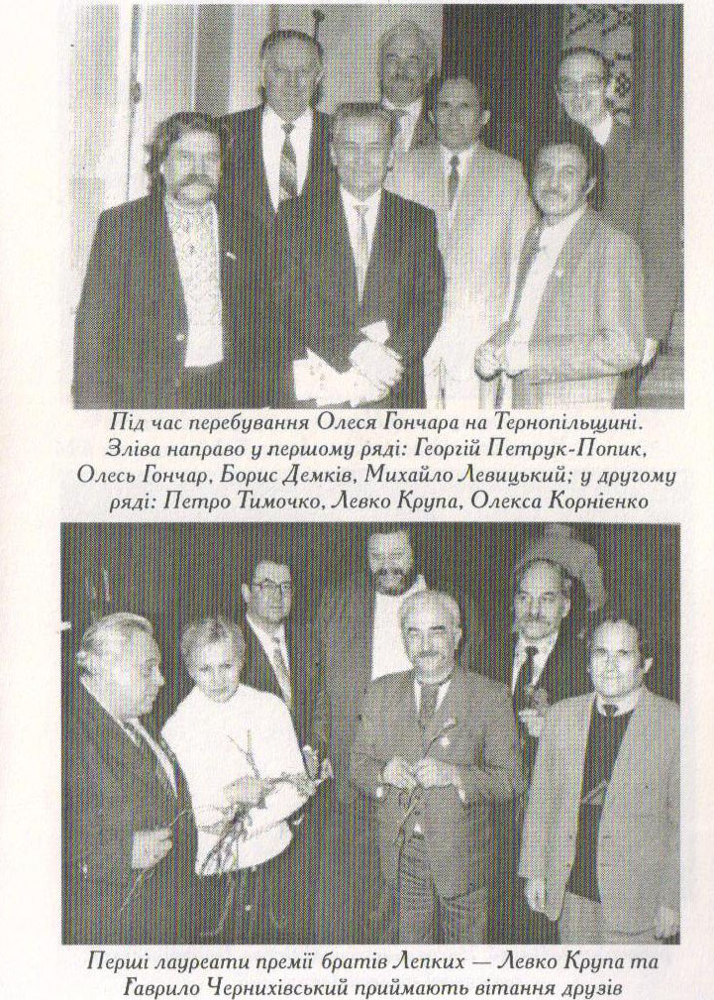 Під час перебування Олеся Гончара на Тернопільщині.
Зліва направо у першому ряді: Георгій Петрук-Попик,
Олесь Гончар, Борис Демків, Михайло Левицький; у другому
ряді: Петро Тимочко, Левко Крупа, Олекса Корнієнко
Перші лауреати премії братів Лепких — Левко Крупа та
Гаврило Чернихівський приймають вітання друзів